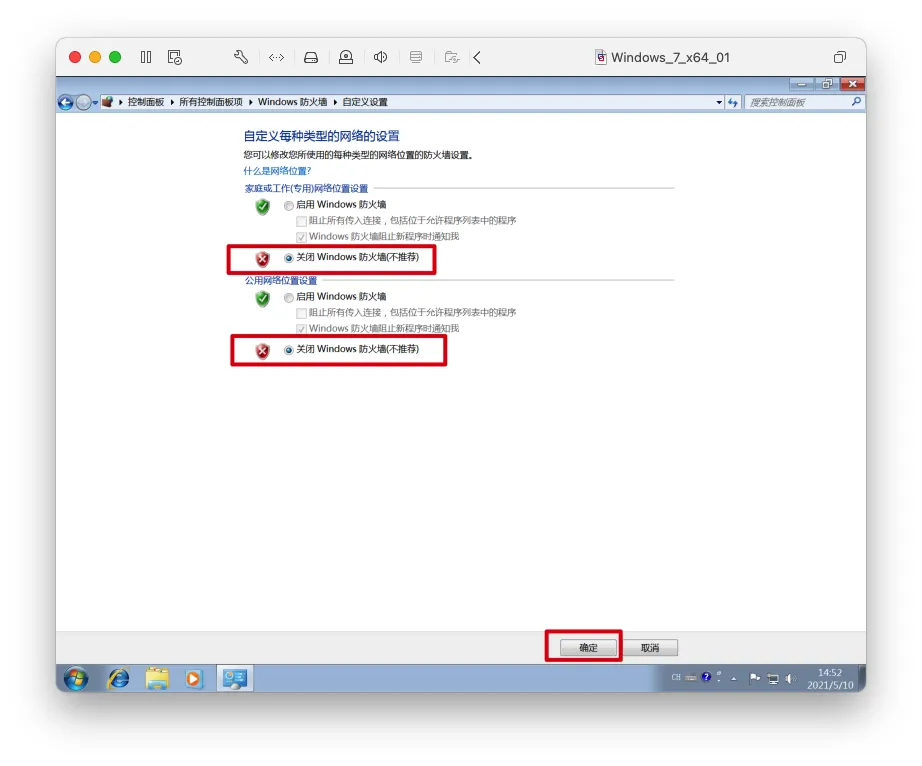 Windows_7_x64_01
控制面板 所有控制面板项 Windows 防火墙 自定义设置 搜索控制面板
自定义每种类型的网络的设置
您可以修改您所使用的每种类型的网络位置的防火墙设置。
什么是网络位置?
家庭或工作(专用)网络位置设置
启用 Windows 防火墙
阻止所有传入连接，包括位于允许程序列表中的程序
Windows 防火墙阻止新程序时通知我
关闭 Windows 防火墙(不推荐)
公用网络位置设置
启用 Windows 防火墙
阻止所有传入连接，包括位于允许程序列表中的程序
Windows 防火墙阻止新程序时通知我
关闭 Windows 防火墙(不推荐)
确定 取消
CH 14:52
2021/5/10